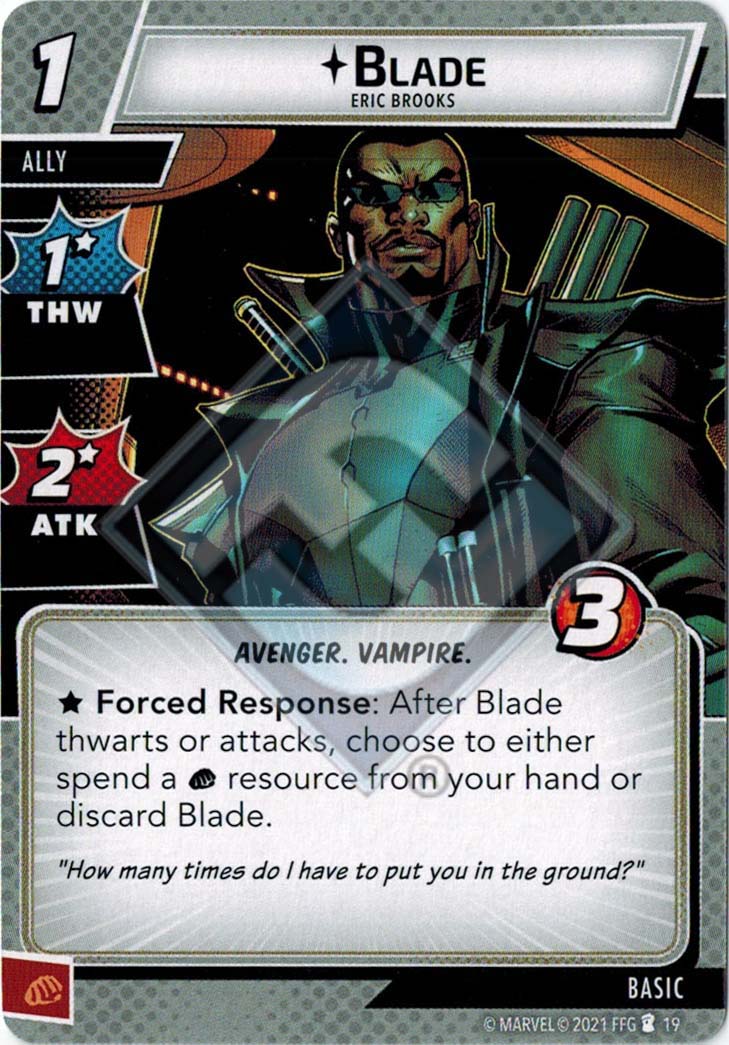 1
BLADE
ERIC BROOKS
ALLY
1
THW
2
ATK
3
AVENGER. VAMPIRE.
★ Forced Response: After Blade
thwarts or attacks, choose to either
spend a resource from your hand or
discard Blade.
"How many times do I have to put you in the ground?"
BASIC
© MARVEL © 2021 FFG 19